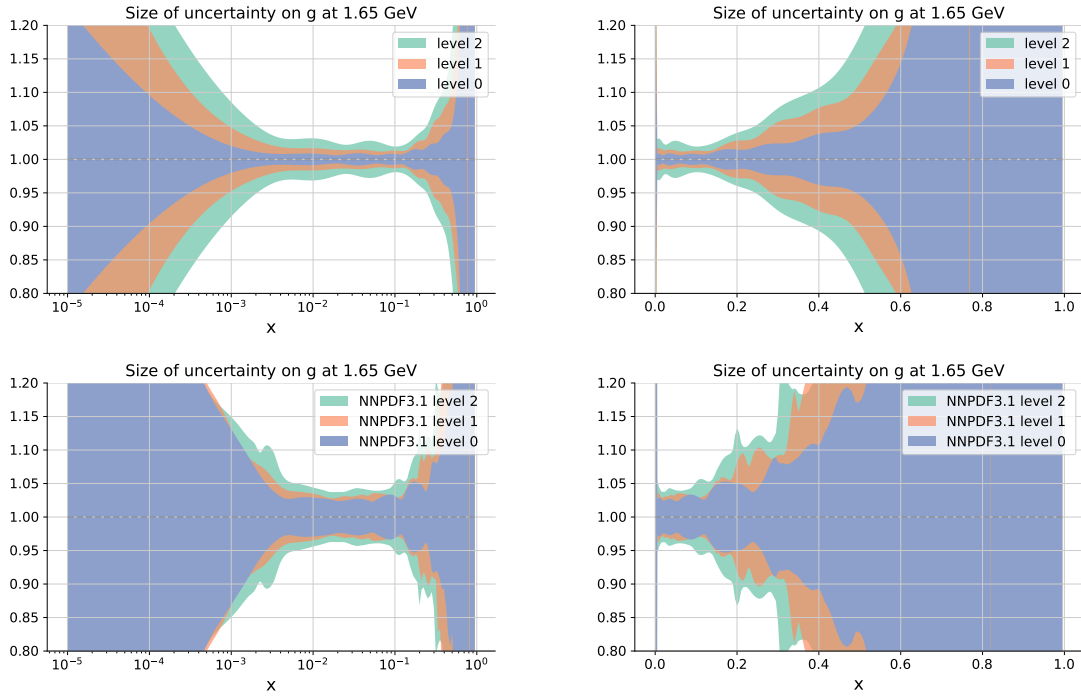 Size of uncertainty on g at 1.65 GeV
1.20
1.15
1.10
1.05
1.00
0.95
0.90
0.85
0.80
level 2
level 1
level 0
10⁻⁵ 10⁻⁴ 10⁻³ 10⁻² 10⁻¹ 10⁰
x
Size of uncertainty on g at 1.65 GeV
1.20
1.15
1.10
1.05
1.00
0.95
0.90
0.85
0.80
level 2
level 1
level 0
0.0 0.2 0.4 0.6 0.8 1.0
x
Size of uncertainty on g at 1.65 GeV
1.20
1.15
1.10
1.05
1.00
0.95
0.90
0.85
0.80
NNPDF3.1 level 2
NNPDF3.1 level 1
NNPDF3.1 level 0
10⁻⁵ 10⁻⁴ 10⁻³ 10⁻² 10⁻¹ 10⁰
x
Size of uncertainty on g at 1.65 GeV
1.20
1.15
1.10
1.05
1.00
0.95
0.90
0.85
0.80
NNPDF3.1 level 2
NNPDF3.1 level 1
NNPDF3.1 level 0
0.0 0.2 0.4 0.6 0.8 1.0
x